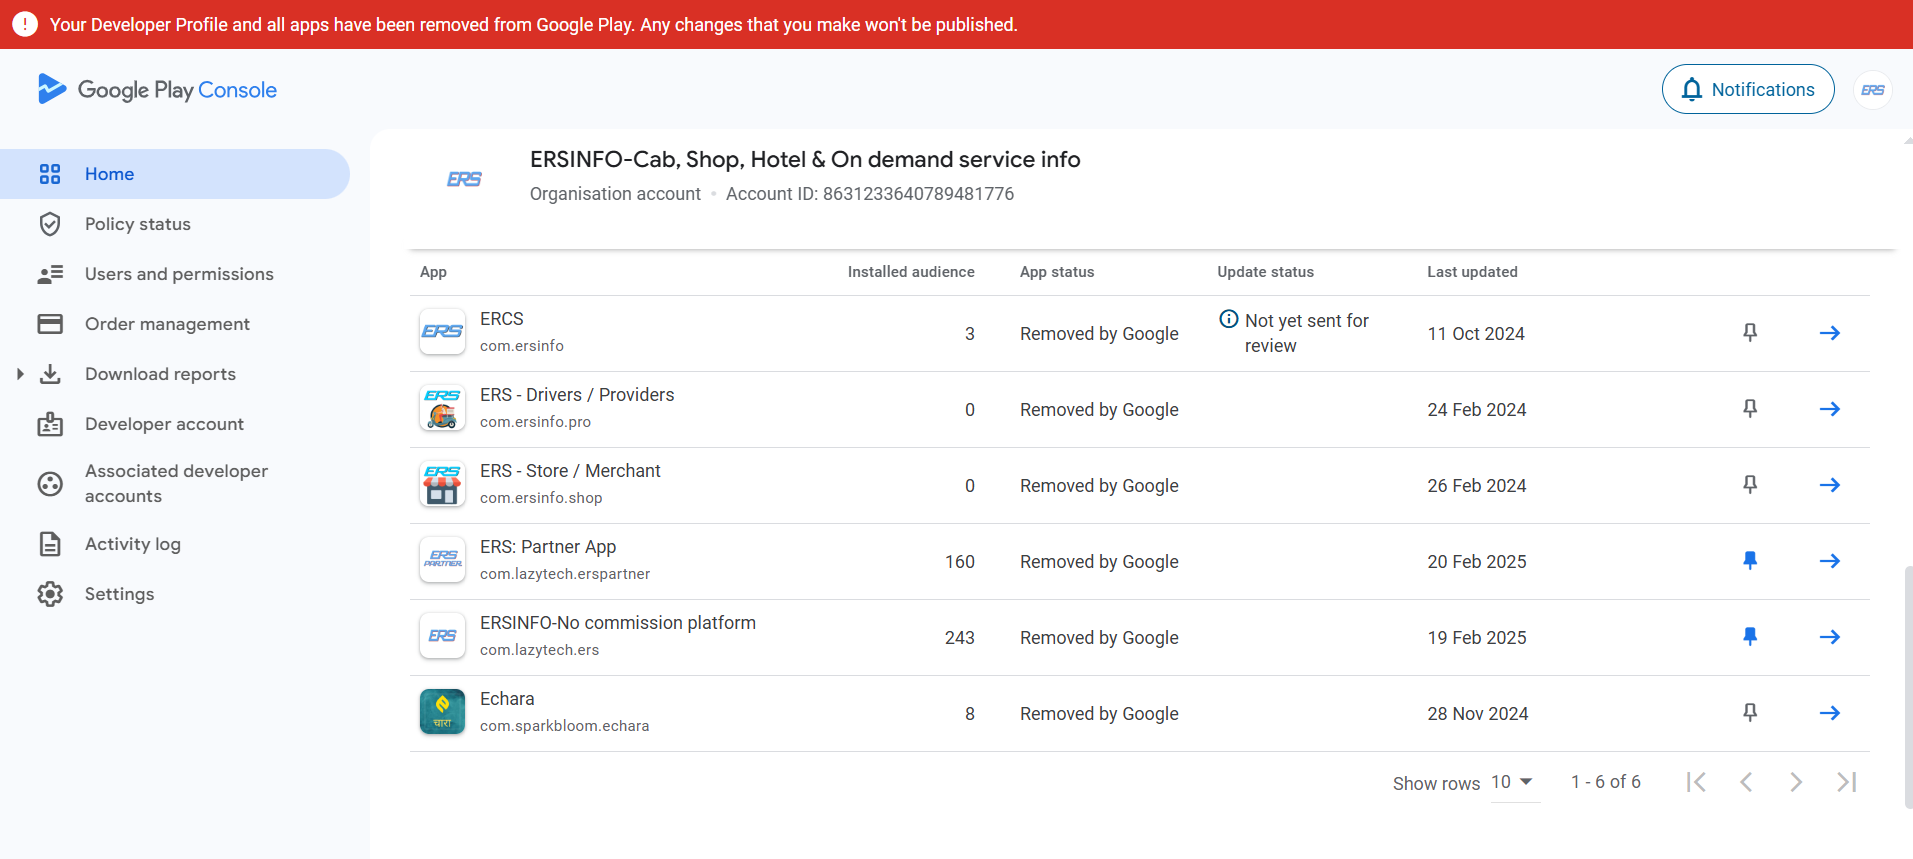 Your Developer Profile and all apps have been removed from Google Play. Any changes that you make won't be published.
Google Play Console
Notifications
ERS
Home
Policy status
Users and permissions
Order management
Download reports
Developer account
Associated developer
accounts
Activity log
Settings
ERS
ERSINFO-Cab, Shop, Hotel & On demand service info
Organisation account • Account ID: 8631233640789481776
App Installed audience App status Update status Last updated
ERS
ERCS
com.ersinfo
3 Removed by Google
Not yet sent for
review
11 Oct 2024
ERS
ERS - Drivers / Providers
com.ersinfo.pro
0 Removed by Google 24 Feb 2024
ERS
ERS - Store / Merchant
com.ersinfo.shop
0 Removed by Google 26 Feb 2024
ERS
PARTNER
ERS: Partner App
com.lazytech.erspartner
160 Removed by Google 20 Feb 2025
ERS
ERSINFO-No commission platform
com.lazytech.ers
243 Removed by Google 19 Feb 2025
चारा
Echara
com.sparkbloom.echara
8 Removed by Google 28 Nov 2024
Show rows 10 1 - 6 of 6